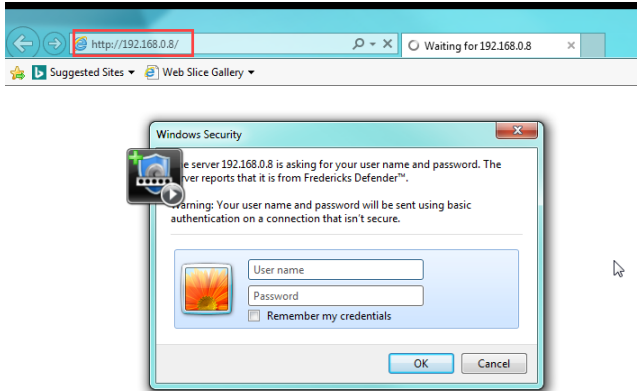 http://192.168.0.8/
Waiting for 192.168.0.8
Suggested Sites Web Slice Gallery
Windows Security
server 192.168.0.8 is asking for your user name and password. The
reports that it is from Fredericks Defender™.
Your user name and password will be sent using basic
authentication on a connection that isn't secure.
User name
Password
Remember my credentials
OK Cancel